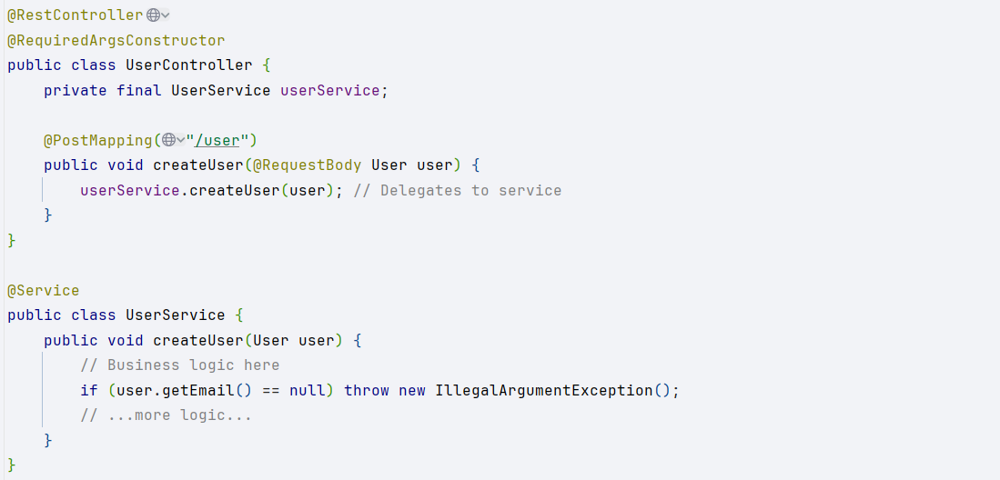 @RestController
@RequiredArgsConstructor
public class UserController {
    private final UserService userService;

    @PostMapping("/user")
    public void createUser(@RequestBody User user) {
        userService.createUser(user); // Delegates to service
    }
}

@Service
public class UserService {
    public void createUser(User user) {
        // Business logic here
        if (user.getEmail() == null) throw new IllegalArgumentException();
        // ...more logic...
    }
}